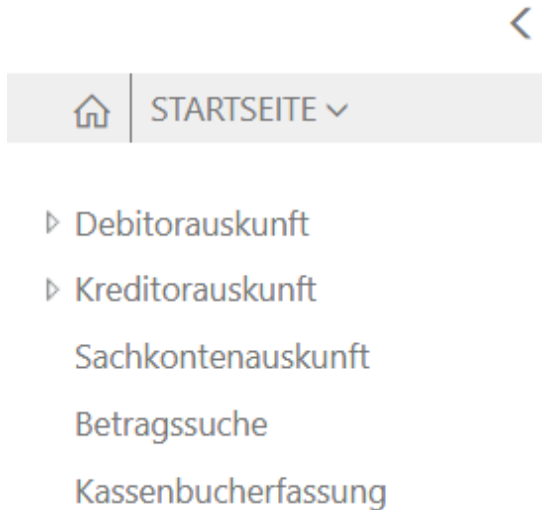 STARTSEITE
Debitorauskunft
Kreditorauskunft
Sachkontenauskunft
Betragssuche
Kassenbucherfassung